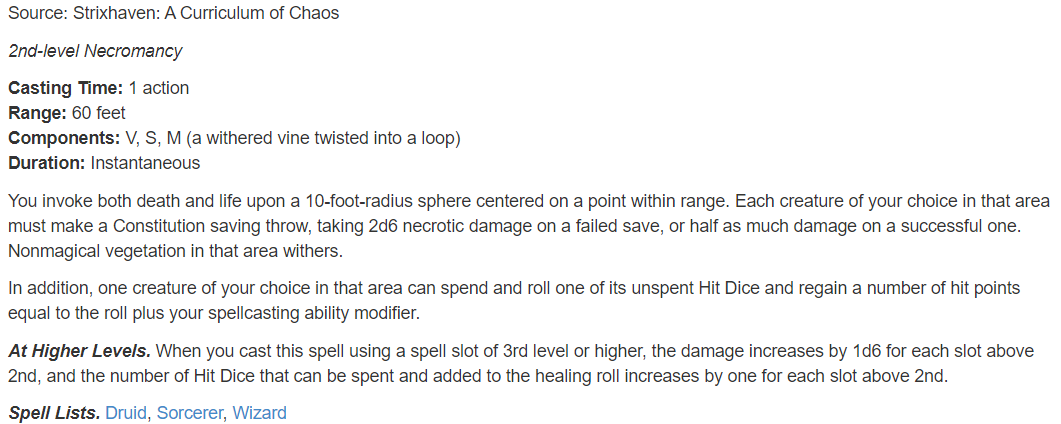 Source: Strixhaven: A Curriculum of Chaos
2nd-level Necromancy
Casting Time: 1 action
Range: 60 feet
Components: V, S, M (a withered vine twisted into a loop)
Duration: Instantaneous
You invoke both death and life upon a 10-foot-radius sphere centered on a point within range. Each creature of your choice in that area
must make a Constitution saving throw, taking 2d6 necrotic damage on a failed save, or half as much damage on a successful one.
Nonmagical vegetation in that area withers.
In addition, one creature of your choice in that area can spend and roll one of its unspent Hit Dice and regain a number of hit points
equal to the roll plus your spellcasting ability modifier.
At Higher Levels. When you cast this spell using a spell slot of 3rd level or higher, the damage increases by 1d6 for each slot above
2nd, and the number of Hit Dice that can be spent and added to the healing roll increases by one for each slot above 2nd.
Spell Lists. Druid, Sorcerer, Wizard